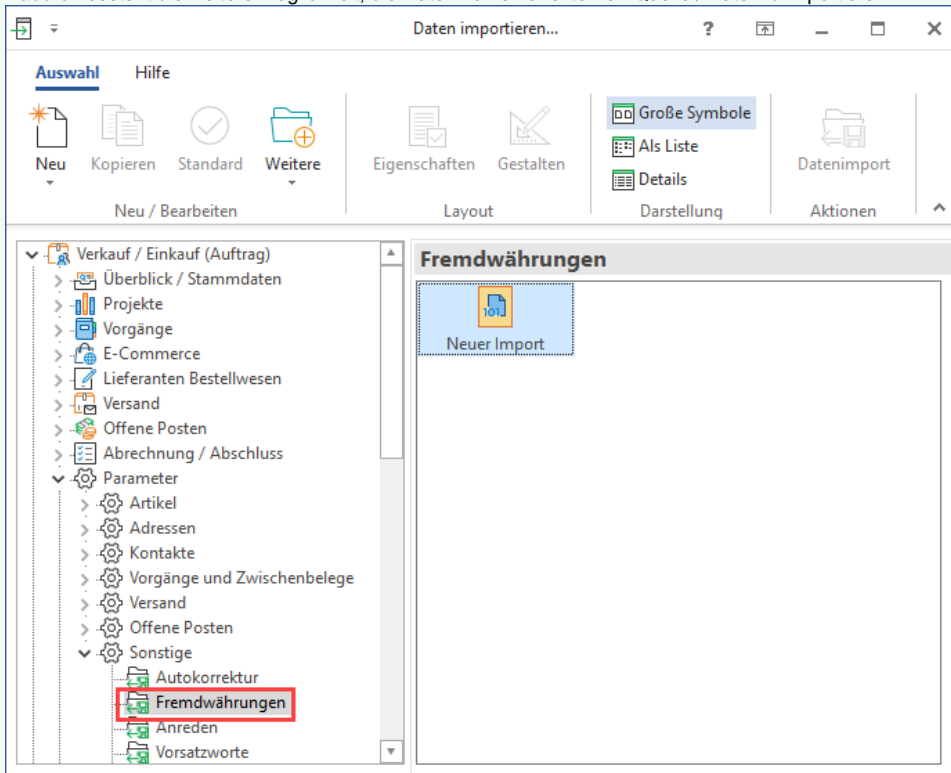 Daten importieren...
?
Auswahl Hilfe
Neu Kopieren Standard Weitere Eigenschaften Gestalten Große Symbole Als Liste Details Datenimport
Neu / Bearbeiten Layout Darstellung Aktionen
Verkauf / Einkauf (Auftrag)
Überblick / Stammdaten
Projekte
Vorgänge
E-Commerce
Lieferanten Bestellwesen
Versand
Offene Posten
Abrechnung / Abschluss
Parameter
Artikel
Adressen
Kontakte
Vorgänge und Zwischenbelege
Versand
Offene Posten
Sonstige
Autokorrektur
Fremdwährungen
Anreden
Vorsatzworte
Fremdwährungen
101
Neuer Import